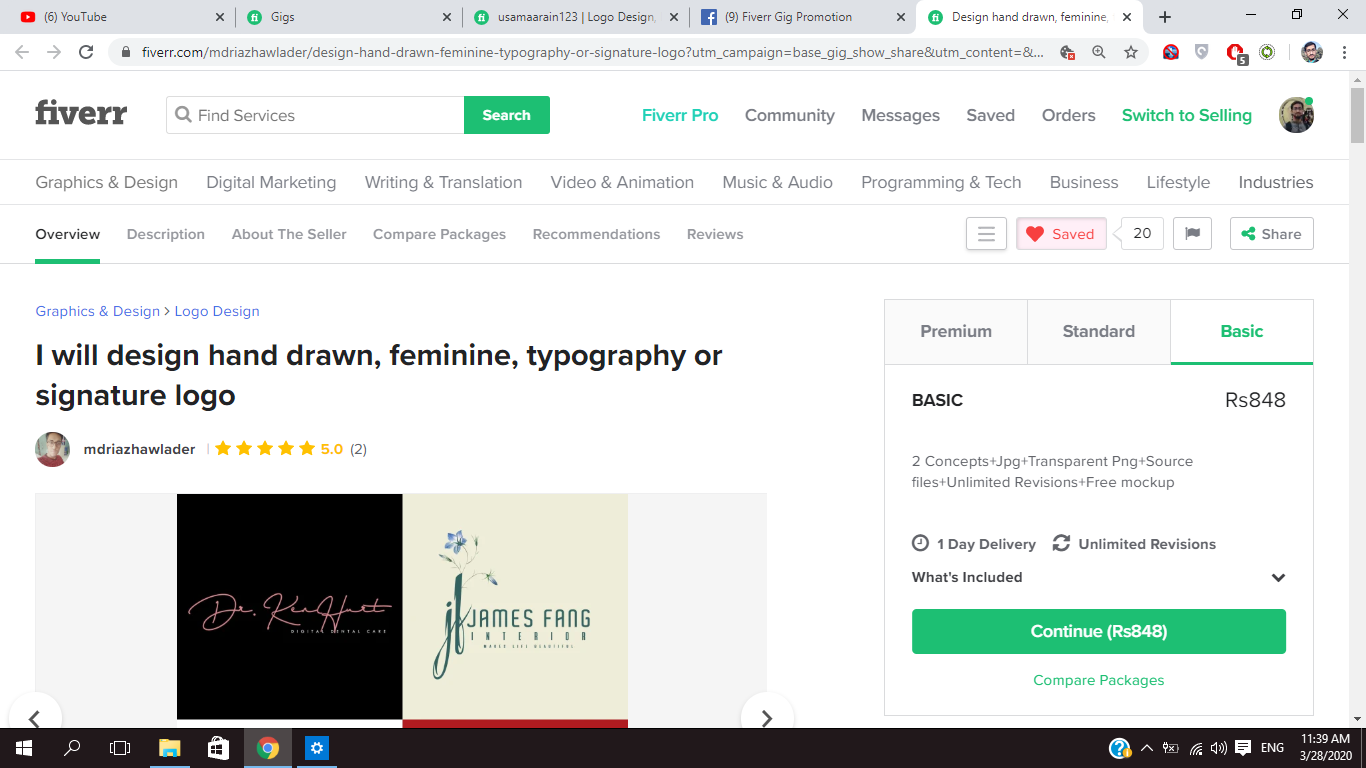 (6) YouTube
Gigs
usamaarain123 | Logo Design,
(9) Fiverr Gig Promotion
Design hand drawn, feminine,
fiverr.com/mdriazhawlader/design-hand-drawn-feminine-typography-or-signature-logo?utm_campaign=base_gig_show_share&utm_content=&...
5
fiverr
Find Services
Search
Fiverr Pro
Community
Messages
Saved
Orders
Switch to Selling
Graphics & Design
Digital Marketing
Writing & Translation
Video & Animation
Music & Audio
Programming & Tech
Business
Lifestyle
Industries
Overview
Description
About The Seller
Compare Packages
Recommendations
Reviews
Saved
20
Share
Graphics & Design > Logo Design
I will design hand drawn, feminine, typography or
signature logo
mdriazhawlader
5.0 (2)
Premium
Standard
Basic
BASIC
Rs848
2 Concepts+Jpg+Transparent Png+Source
files+Unlimited Revisions+Free mockup
1 Day Delivery
Unlimited Revisions
What's Included
Continue (Rs848)
Compare Packages
Dr. Ken Hurt
DIGITAL DENTAL CARE
jf
JAMES FANG
INTERIOR
MAKES LIFE BEAUTIFUL
ENG
11:39 AM
3/28/2020